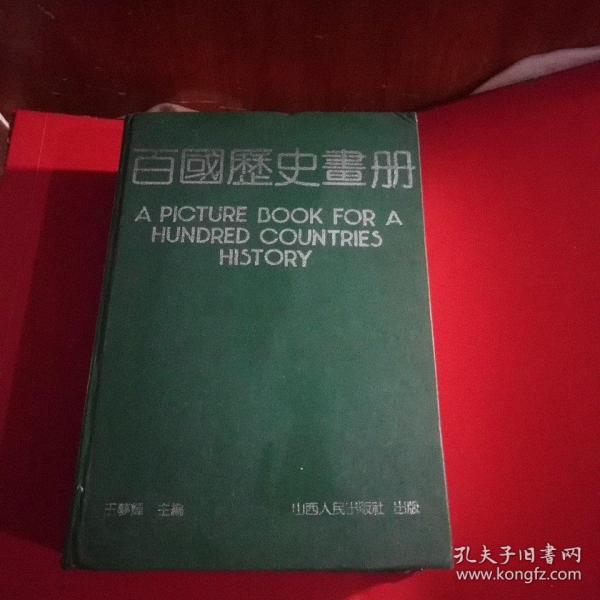 百國歷史畫册
A PICTURE BOOK FOR A
HUNDRED COUNTRIES
HISTORY
主編
山西人民出版社 出版
孔夫子旧书网
www.kongfz.com